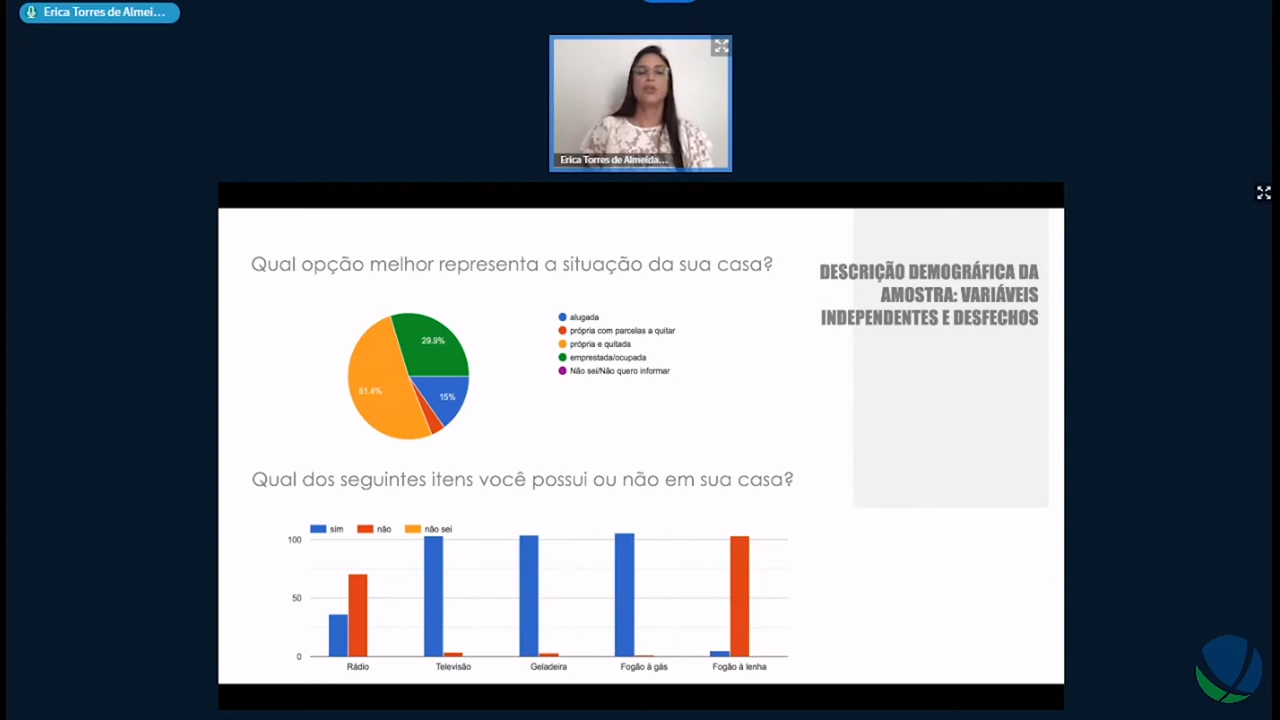 Erica Torres de Almei...
Erica Torres de Almeida...
Qual opção melhor representa a situação da sua casa?
DESCRIÇÃO DEMOGRÁFICA DA
AMOSTRA: VARIÁVEIS
INDEPENDENTES E DESFECHOS
29.9%
51.4%
15%
alugada
própria com parcelas a quitar
própria e quitada
emprestada/ocupada
Não sei/Não quero informar
Qual dos seguintes itens você possui ou não em sua casa?
sim não não sei
100
50
0
Rádio Televisão Geladeira Fogão à gás Fogão à lenha